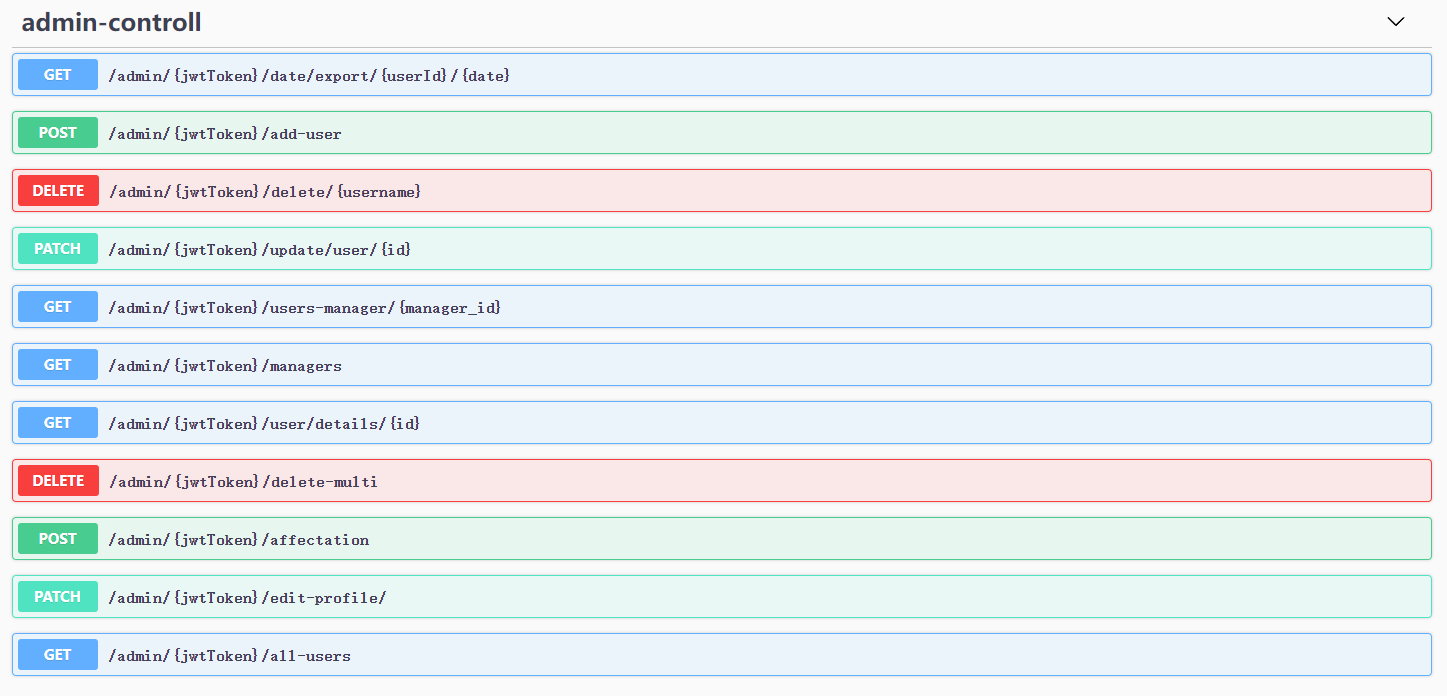 admin-controll
GET /admin/{jwtToken}/date/export/{userId}/{date}
POST /admin/{jwtToken}/add-user
DELETE /admin/{jwtToken}/delete/{username}
PATCH /admin/{jwtToken}/update/user/{id}
GET /admin/{jwtToken}/users-manager/{manager_id}
GET /admin/{jwtToken}/managers
GET /admin/{jwtToken}/user/details/{id}
DELETE /admin/{jwtToken}/delete-multi
POST /admin/{jwtToken}/affectation
PATCH /admin/{jwtToken}/edit-profile/
GET /admin/{jwtToken}/all-users